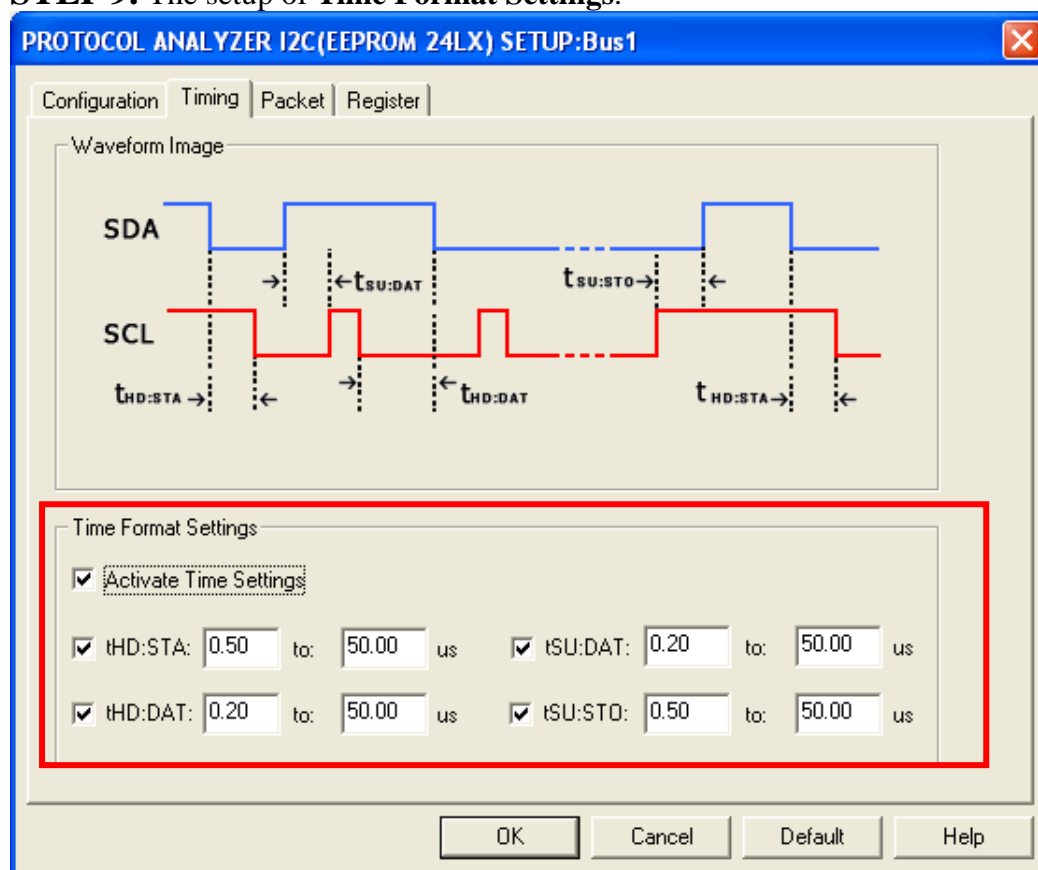 STEP 9: The setup of Time Format Settings.
PROTOCOL ANALYZER I2C(EEPROM 24LX) SETUP:Bus1
Configuration Timing Packet Register
Waveform Image
SDA
tSU:DAT tSU:STO
SCL
tHD:STA tHD:DAT tHD:STA
Time Format Settings
Activate Time Settings
tHD:STA: 0.50 to: 50.00 us tSU:DAT: 0.20 to: 50.00 us
tHD:DAT: 0.20 to: 50.00 us tSU:STO: 0.50 to: 50.00 us
OK Cancel Default Help